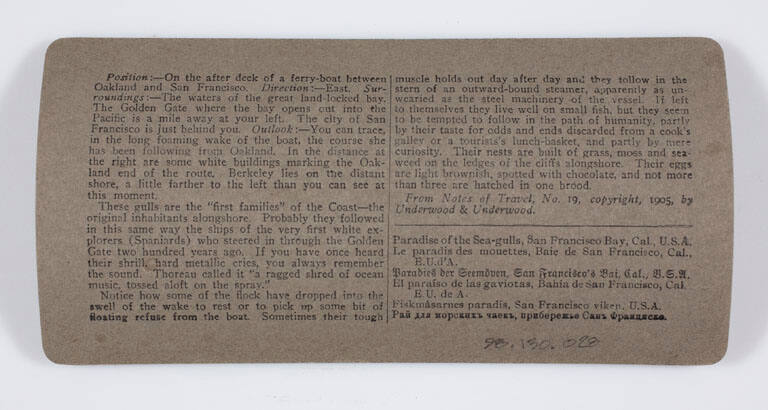 Position:—On the after deck of a ferry-boat between
Oakland and San Francisco. Direction:—East. Sur-
roundings:—The waters of the great land-locked bay.
The Golden Gate where the bay opens out into the
Pacific is a mile away at your left. The city of San
Francisco is just behind you. Outlook:—You can trace,
in the long foaming wake of the boat, the course she
has been following from Oakland. In the distance at
the right are some white buildings marking the Oak-
land end of the route. Berkeley lies on the distant
shore, a little farther to the left than you can see at
this moment.
These gulls are the "first families" of the Coast—the
original inhabitants alongshore. Probably they followed
in this same way the ships of the very first white ex-
plorers (Spaniards) who steered in through the Golden
Gate two hundred years ago. If you have once heard
their shrill, hard metallic cries, you always remember
the sound. Thoreau called it "a ragged shred of ocean
music, tossed aloft on the spray."
Notice how some of the flock have dropped into the
swell of the wake to rest or to pick up some bit of
floating refuse from the boat. Sometimes their tough
muscle holds out day after day and they follow in the
stern of an outward-bound steamer, apparently as un-
wearied as the steel machinery of the vessel. If left
to themselves they live well on small fish, but they seem
to be tempted to follow in the path of humanity, partly
by their taste for odds and ends discarded from a cook's
galley or a tourists's lunch-basket, and partly by mere
curiosity. Their nests are built of grass, moss and sea-
weed on the ledges of the cliffs alongshore. Their eggs
are light brownish, spotted with chocolate, and not more
than three are hatched in one brood.
From Notes of Travel, No. 19, copyright, 1905, by
Underwood & Underwood.
Paradise of the Sea-gulls, San Francisco Bay, Cal., U.S.A.
Le paradis des mouettes, Baie de San Francisco, Cal.,
E.U.d'A.
Paradies der Seemöven, San Francisco's Bai, Cal., V.S.A.
El paraíso de las gaviotas, Bahía de San Francisco, Cal.
E.U. de A.
Fiskmåsarnes paradis, San Francisco viken, U.S.A.
Рай для морскихъ чаекъ, прибережье Санъ Франциско.
98.130.028